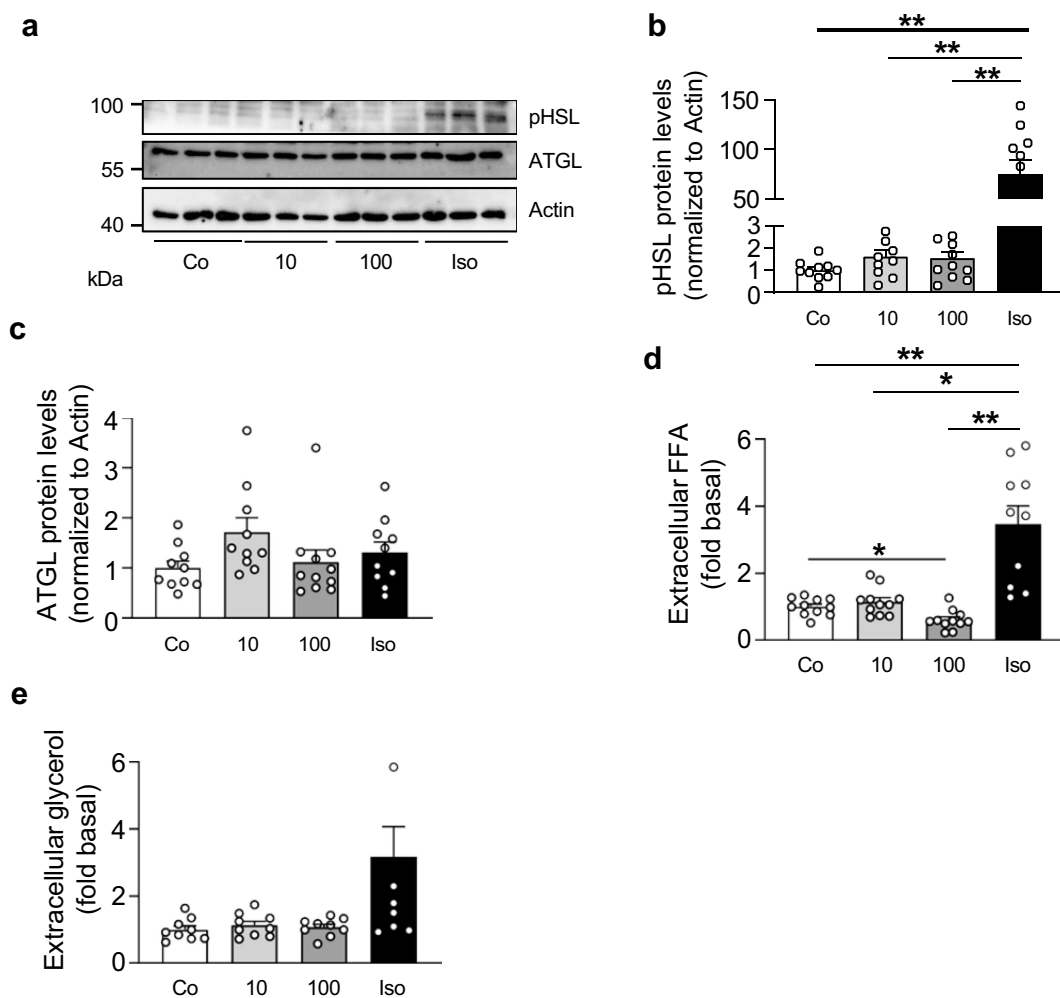 a
100
55
40
kDa
pHSL
ATGL
Actin
Co 10 100 Iso
b
**
**
**
pHSL protein levels
(normalized to Actin)
150
100
50
3
2
1
0
Co 10 100 Iso
c
ATGL protein levels
(normalized to Actin)
4
3
2
1
0
Co 10 100 Iso
d
**
*
**
*
Extracellular FFA
(fold basal)
6
4
2
0
Co 10 100 Iso
e
Extracellular glycerol
(fold basal)
6
4
2
0
Co 10 100 Iso